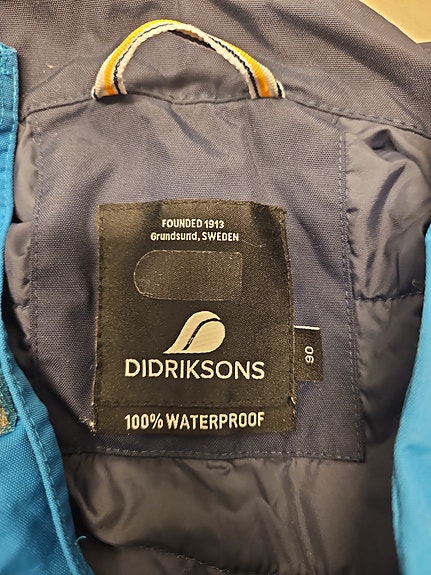 FOUNDED 1913
Grundsund, SWEDEN
DIDRIKSONS
90
100% WATERPROOF